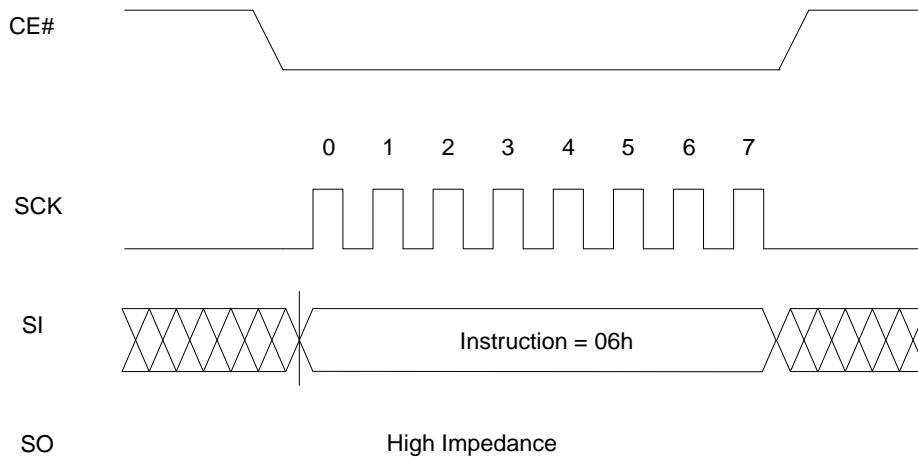 CE#
0 1 2 3 4 5 6 7
SCK
SI
Instruction = 06h
SO
High Impedance